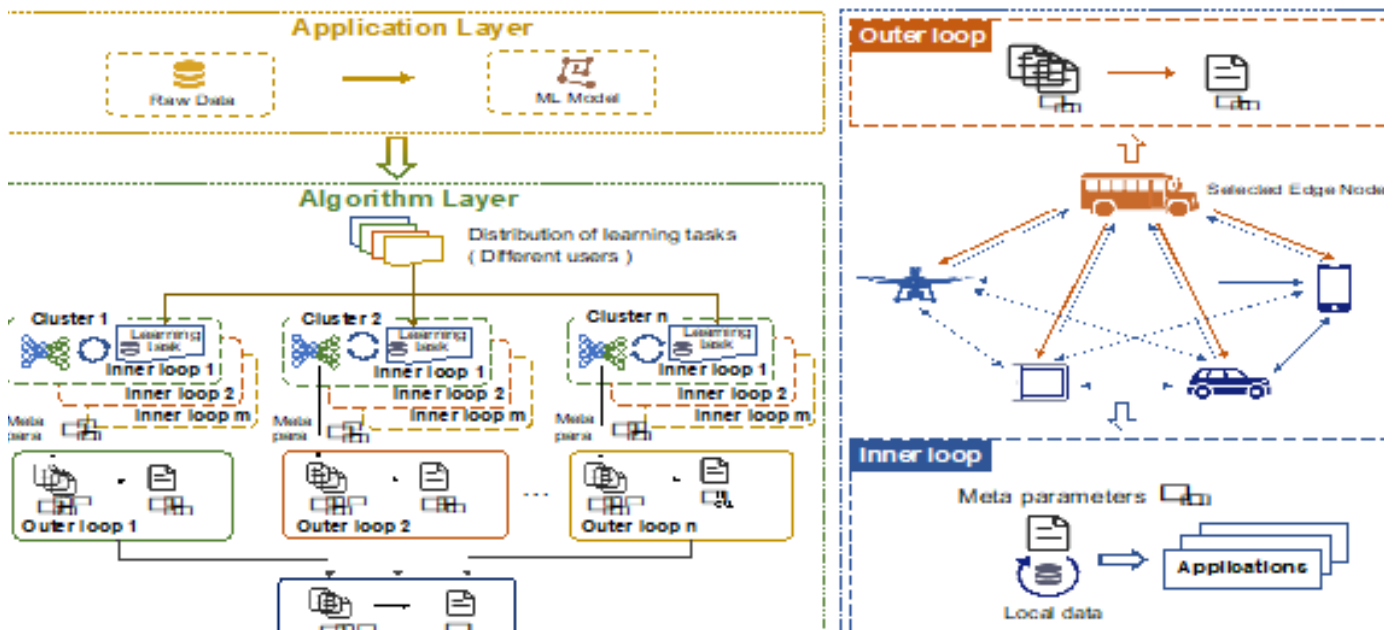 Application Layer
Raw Data
ML Model
Algorithm Layer
Distribution of learning tasks
( Different users )
Cluster 1
Learning
task
Inner loop 1
Inner loop 2
Inner loop m
Cluster 2
Learning
task
Inner loop 1
Inner loop 2
Inner loop m
Cluster n
Learning
task
Inner loop 1
Inner loop 2
Inner loop m
Meta
para
Meta
para
Meta
para
Outer loop 1
Outer loop 2
...
Outer loop n
Outer loop
Selected Edge Node
Inner loop
Meta parameters
Applications
Local data